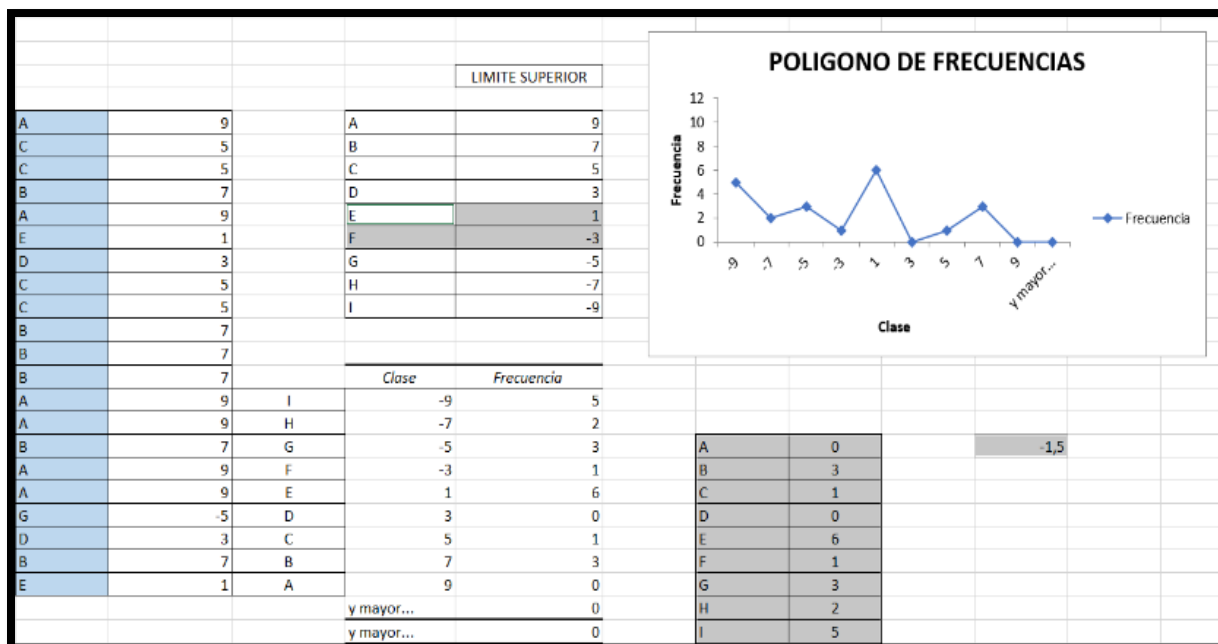 POLIGONO DE FRECUENCIAS
LIMITE SUPERIOR
12
10
8
6
4
2
0
Frecuencia
-9 -7 -5 -3 1 3 5 7 9 y mayor...
Clase
Frecuencia
A 9 A 9
C 5 B 7
C 5 C 5
B 7 D 3
A 9 E 1
E 1 F -3
D 3 G -5
C 5 H -7
C 5 I -9
B 7
B 7
B 7 Clase Frecuencia
A 9 I -9 5
A 9 H -7 2
B 7 G -5 3 A 0 -1,5
A 9 F -3 1 B 3
A 9 E 1 6 C 1
G -5 D 3 0 D 0
D 3 C 5 1 E 6
B 7 B 7 3 F 1
E 1 A 9 0 G 3
y mayor... 0 H 2
y mayor... 0 I 5